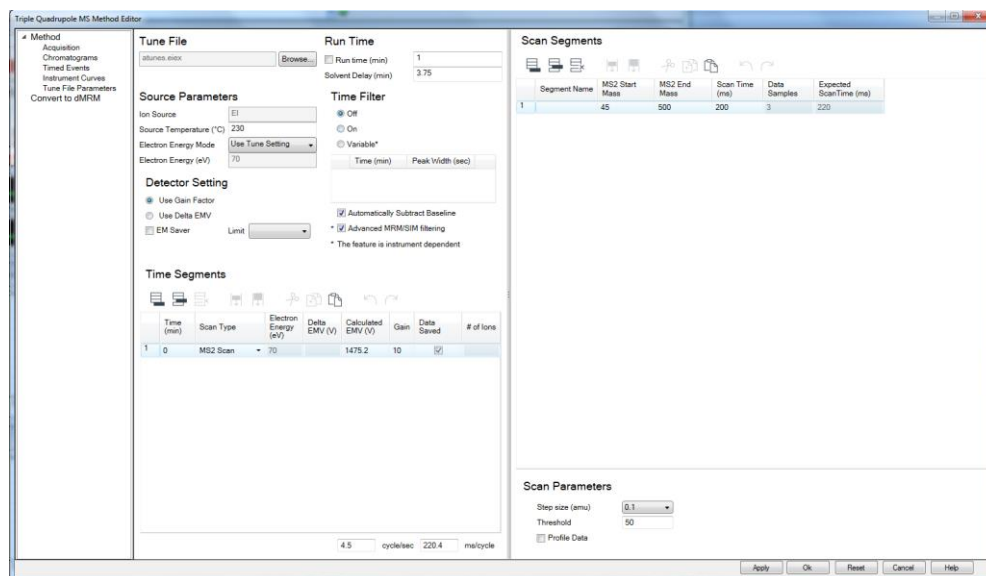 Triple Quadrupole MS Method Editor
Method
Acquisition
Chromatograms
Timed Events
Instrument Curves
Tune File Parameters
Convert to dMRM
Tune File
atunes.eiex
Browse...
Source Parameters
Ion Source EI
Source Temperature (°C) 230
Electron Energy Mode Use Tune Setting
Electron Energy (eV) 70
Detector Setting
Use Gain Factor
Use Delta EMV
EM Saver Limit
Run Time
Run time (min) 1
Solvent Delay (min) 3.75
Time Filter
Off
On
Variable*
Time (min) Peak Width (sec)
Automatically Subtract Baseline
* Advanced MRM/SIM filtering
* The feature is instrument dependent
Time Segments
Time (min) Scan Type Electron Energy (eV) Delta EMV (V) Calculated EMV (V) Gain Data Saved # of Ions
1 0 MS2 Scan 70 1475.2 10
4.5 cycle/sec 220.4 ms/cycle
Scan Segments
Segment Name MS2 Start Mass MS2 End Mass Scan Time (ms) Data Samples Expected ScanTime (ms)
1 45 500 200 3 220
Scan Parameters
Step size (amu) 0.1
Threshold 50
Profile Data
Apply Ok Reset Cancel Help